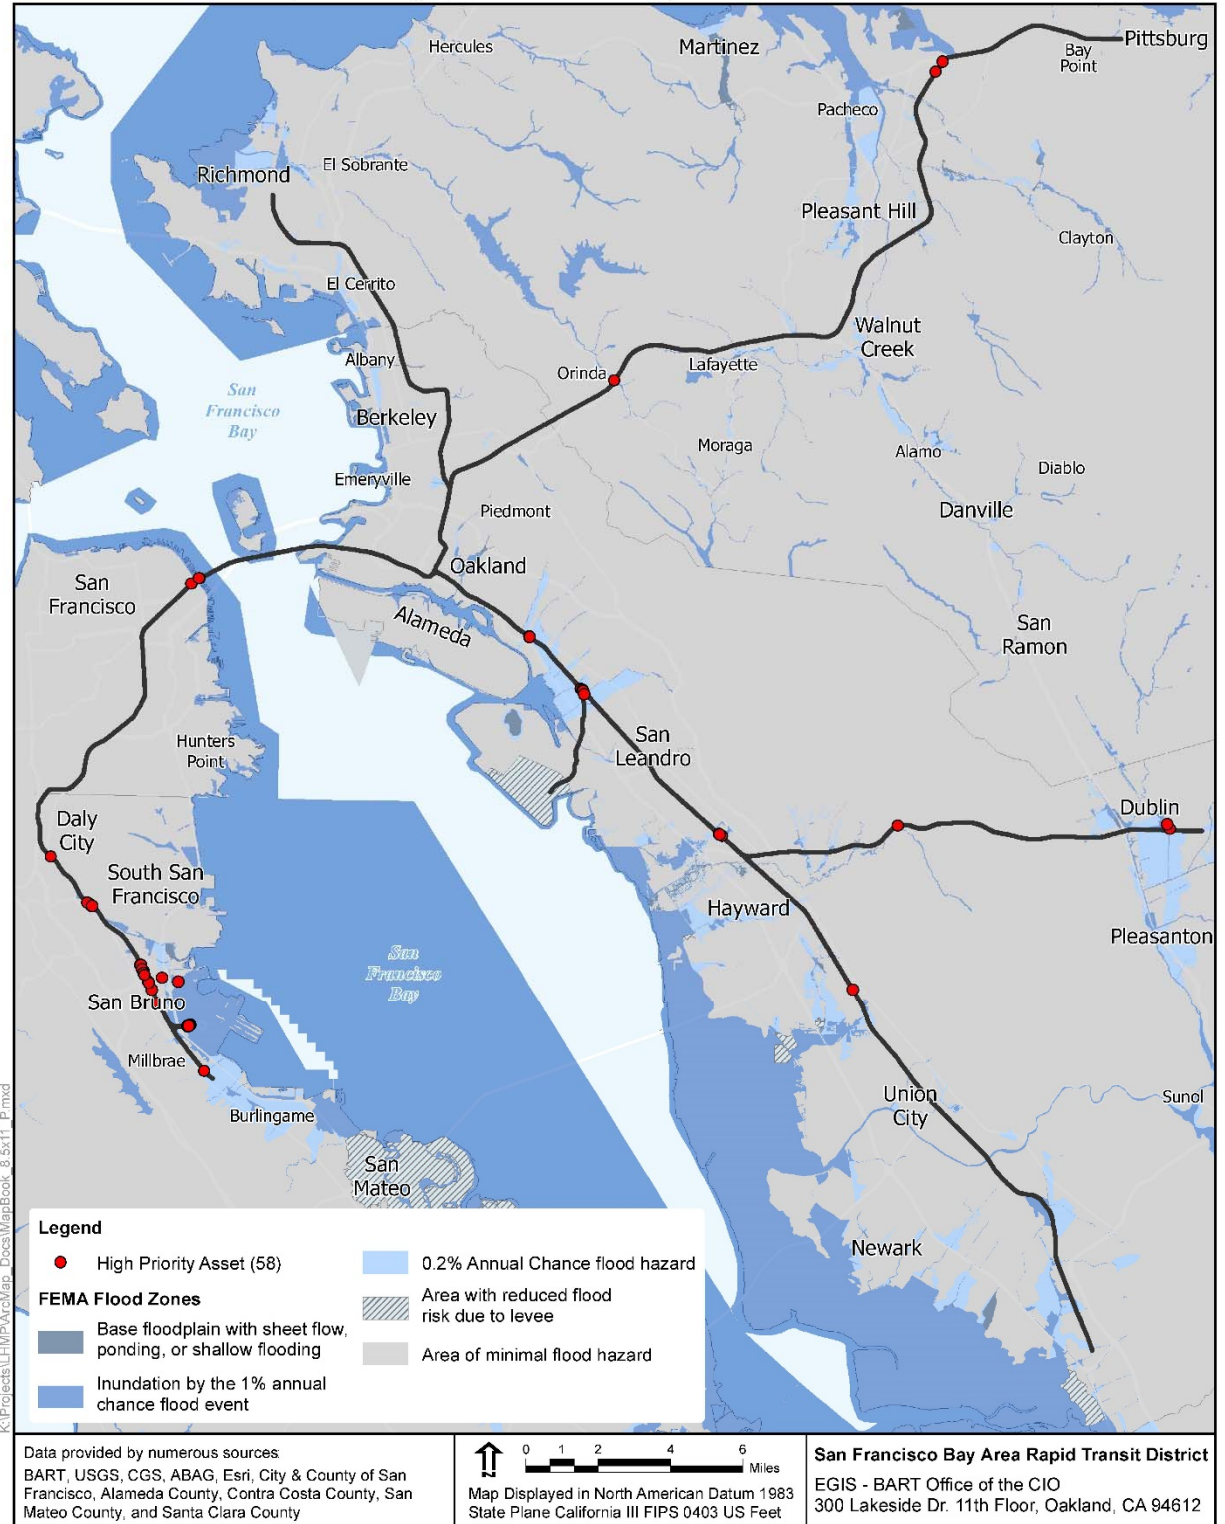 Hercules
Martinez
Pittsburg
Bay
Point
Pacheco
El Sobrante
Richmond
Pleasant Hill
Clayton
El Cerrito
Walnut
Creek
Albany
Orinda
Lafayette
San
Francisco
Bay
Berkeley
Moraga
Alamo
Diablo
Emeryville
Piedmont
Danville
Oakland
San
Francisco
Alameda
San
Ramon
Hunters
Point
San
Leandro
Daly
City
Dublin
South San
Francisco
Hayward
Pleasanton
San
Francisco
Bay
San Bruno
Millbrae
Burlingame
Union
City
Sunol
San
Mateo
Newark
Legend
High Priority Asset (58)
FEMA Flood Zones
Base floodplain with sheet flow,
ponding, or shallow flooding
Inundation by the 1% annual
chance flood event
0.2% Annual Chance flood hazard
Area with reduced flood
risk due to levee
Area of minimal flood hazard
K:\Projects\LHMP\ArcMap_Docs\MapBook_8.5x11_P.mxd
Data provided by numerous sources:
BART, USGS, CGS, ABAG, Esri, City & County of San
Francisco, Alameda County, Contra Costa County, San
Mateo County, and Santa Clara County
N
0 1 2 4 6
Miles
Map Displayed in North American Datum 1983
State Plane California III FIPS 0403 US Feet
San Francisco Bay Area Rapid Transit District
EGIS - BART Office of the CIO
300 Lakeside Dr. 11th Floor, Oakland, CA 94612